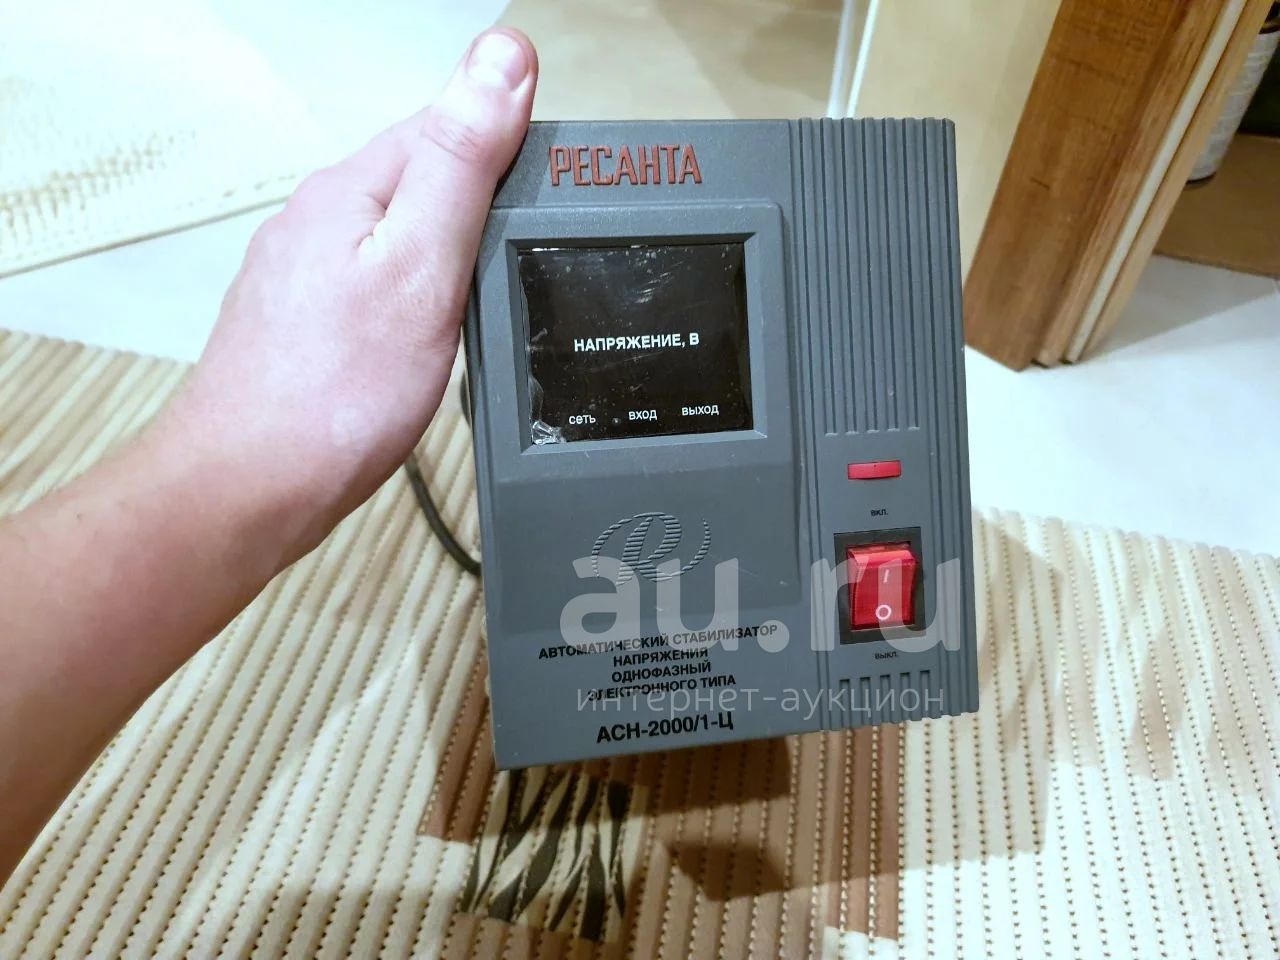 РЕСАНТА
НАПРЯЖЕНИЕ, В
сеть вход выход
ВКЛ.
I
O
ВЫКЛ.
au.ru
интернет-аукцион
АВТОМАТИЧЕСКИЙ СТАБИЛИЗАТОР
НАПРЯЖЕНИЯ
ОДНОФАЗНЫЙ
ЭЛЕКТРОННОГО ТИПА
АСН-2000/1-Ц